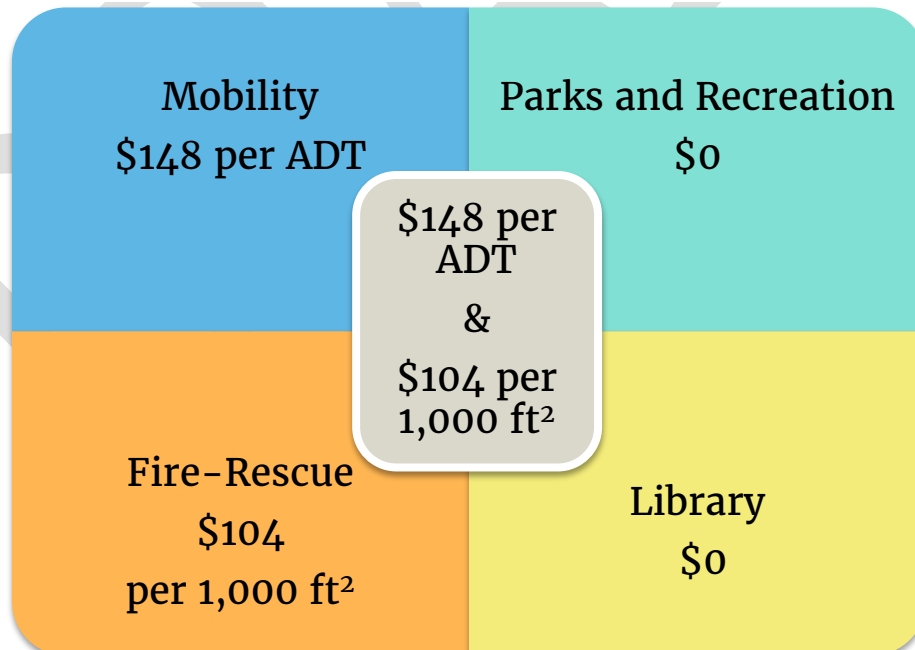 Mobility
$148 per ADT
Parks and Recreation
$0
$148 per
ADT
&
$104 per
1,000 ft²
Fire-Rescue
$104
per 1,000 ft²
Library
$0